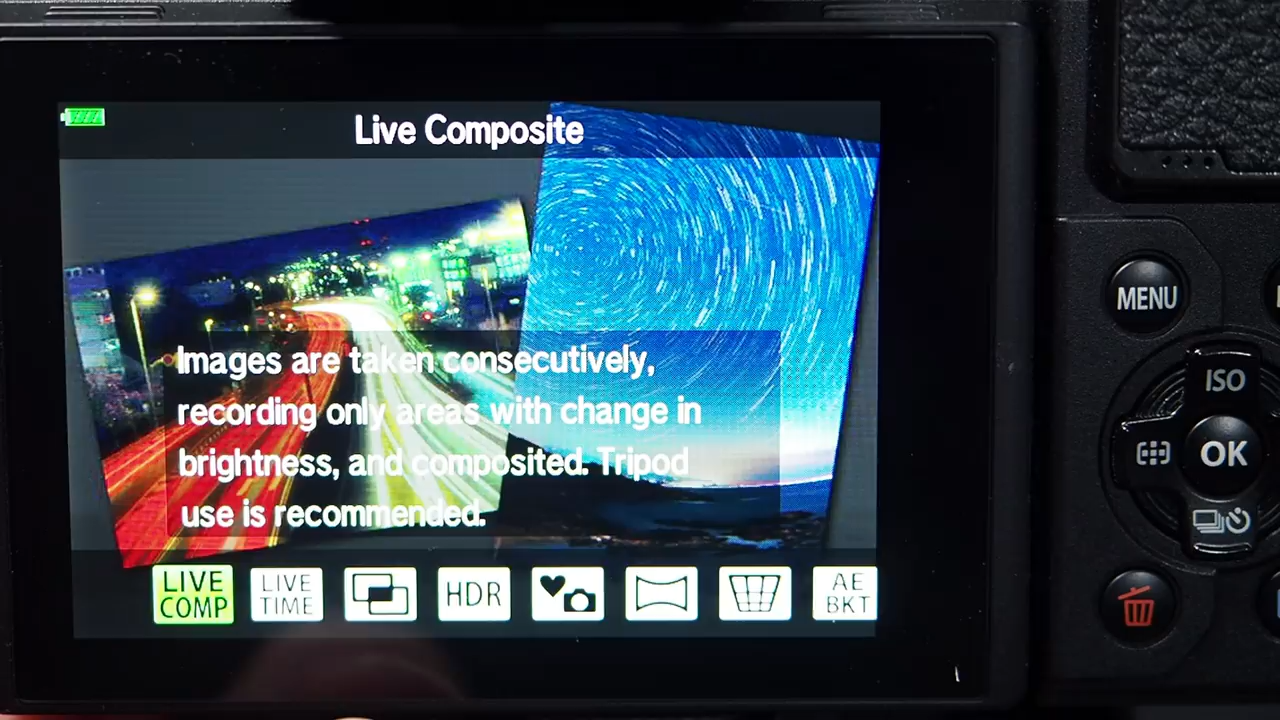 Live Composite
Images are taken consecutively,
recording only areas with change in
brightness, and composited. Tripod
use is recommended.
LIVE COMP
LIVE TIME
HDR
AE BKT
MENU
ISO
OK